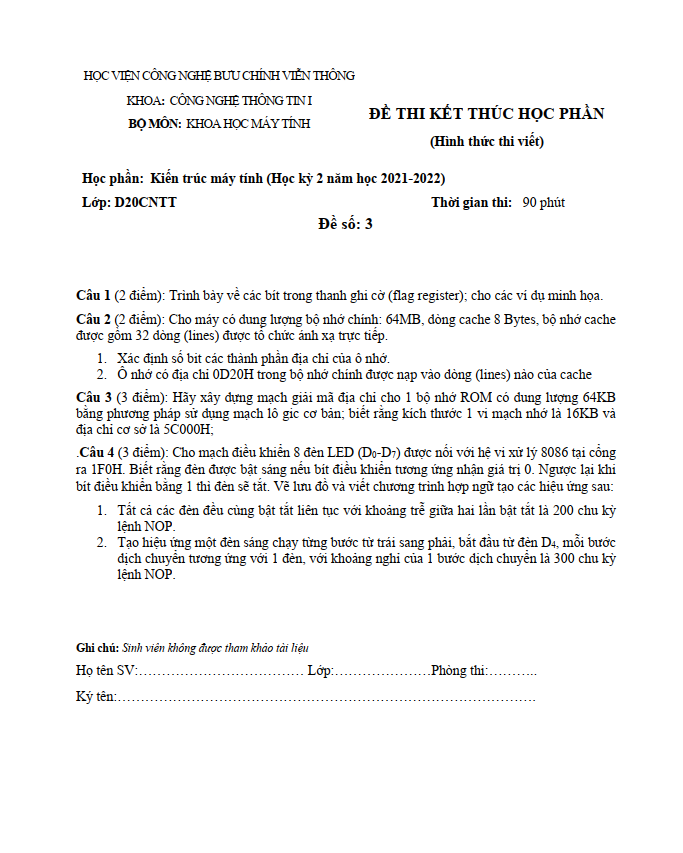 HỌC VIỆN CÔNG NGHỆ BƯU CHÍNH VIỄN THÔNG
KHOA: CÔNG NGHỆ THÔNG TIN I
BỘ MÔN: KHOA HỌC MÁY TÍNH
ĐỀ THI KẾT THÚC HỌC PHẦN
(Hình thức thi viết)
Học phần: Kiến trúc máy tính (Học kỳ 2 năm học 2021-2022)
Lớp: D20CNTT Thời gian thi: 90 phút
Đề số: 3
Câu 1 (2 điểm): Trình bày về các bít trong thanh ghi cờ (flag register); cho các ví dụ minh họa.
Câu 2 (2 điểm): Cho máy có dung lượng bộ nhớ chính: 64MB, dòng cache 8 Bytes, bộ nhớ cache
được gồm 32 dòng (lines) được tổ chức ánh xạ trực tiếp.
1. Xác định số bít các thành phần địa chỉ của ô nhớ.
2. Ô nhớ có địa chỉ 0D20H trong bộ nhớ chính được nạp vào dòng (lines) nào của cache
Câu 3 (3 điểm): Hãy xây dựng mạch giải mã địa chỉ cho 1 bộ nhớ ROM có dung lượng 64KB
bằng phương pháp sử dụng mạch lô gic cơ bản; biết rằng kích thước 1 vi mạch nhớ là 16KB và
địa chỉ cơ sở là 5C000H;
.Câu 4 (3 điểm): Cho mạch điều khiển 8 đèn LED (D0-D7) được nối với hệ vi xử lý 8086 tại cổng
ra 1F0H. Biết rằng đèn được bật sáng nếu bít điều khiển tương ứng nhận giá trị 0. Ngược lại khi
bít điều khiển bằng 1 thì đèn sẽ tắt. Vẽ lưu đồ và viết chương trình hợp ngữ tạo các hiệu ứng sau:
1. Tất cả các đèn đều cùng bật tắt liên tục với khoảng trễ giữa hai lần bật tắt là 200 chu kỳ
lệnh NOP.
2. Tạo hiệu ứng một đèn sáng chạy từng bước từ trái sang phải, bắt đầu từ đèn D4, mỗi bước
dịch chuyển tương ứng với 1 đèn, với khoảng nghỉ của 1 bước dịch chuyển là 300 chu kỳ
lệnh NOP.
Ghi chú: Sinh viên không được tham khảo tài liệu
Họ tên SV:…………………………… Lớp:…………………Phòng thi:………..
Ký tên:……………………………………………………………………………